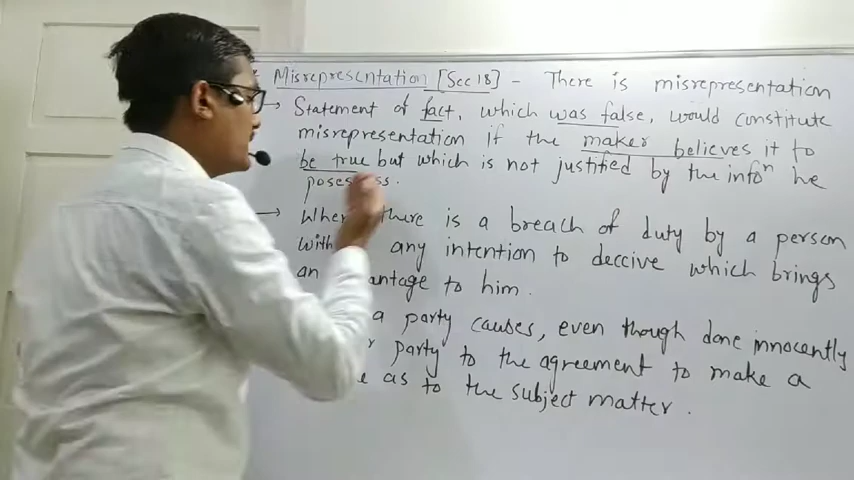 Misrepresentation [Sec 18] - There is misrepresentation
→ Statement of fact, which was false, would constitute
misrepresentation if the maker believes it to
be true but which is not justified by the infoⁿ he
posess.
→ there is a breach of duty by a person
any intention to deceive which brings
an to him.
a party causes, even though done innocently
party to the agreement to make a
as to the subject matter.